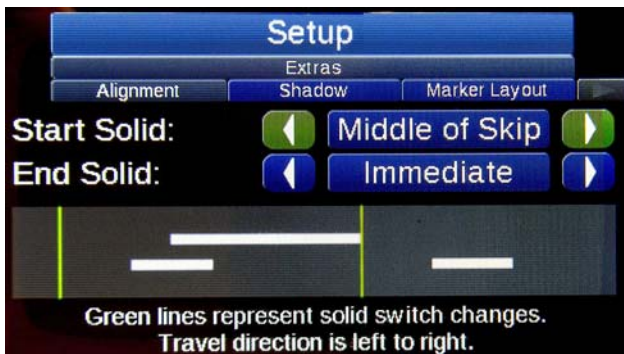 Setup
Extras
Alignment Shadow Marker Layout
Start Solid: Middle of Skip
End Solid: Immediate
Green lines represent solid switch changes.
Travel direction is left to right.